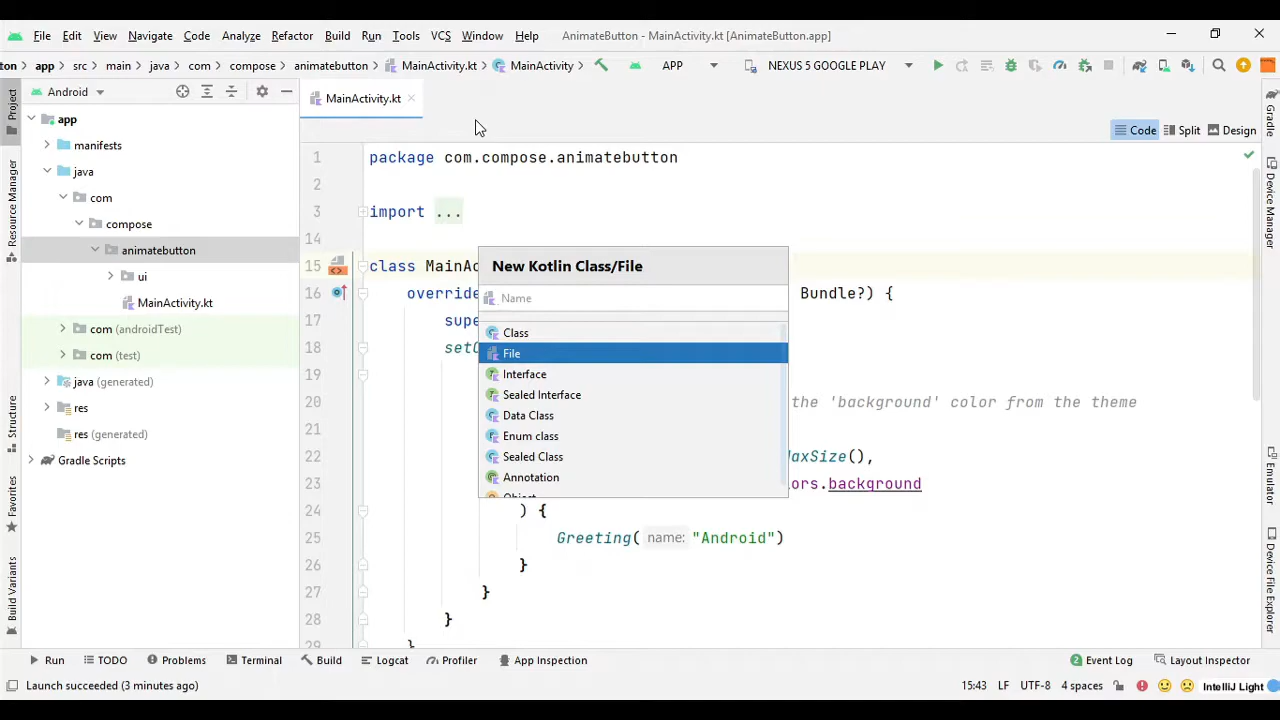 File Edit View Navigate Code Analyze Refactor Build Run Tools VCS Window Help AnimateButton - MainActivity.kt [AnimateButton.app]
ton app src main java com compose animatebutton MainActivity.kt MainActivity APP NEXUS 5 GOOGLE PLAY
Project
Resource Manager
Structure
Favorites
Build Variants
Android
app
manifests
java
com
compose
animatebutton
ui
MainActivity.kt
com (androidTest)
com (test)
java (generated)
res
res (generated)
Gradle Scripts
MainActivity.kt
Code Split Design
1 package com.compose.animatebutton
2
3 import ...
14
15 class MainAc
16 override Bundle?) {
17 supe
18 setC
19
20 the 'background' color from the theme
21
22 axSize(),
23 ors.background
24 ) {
25 Greeting( name: "Android")
26 }
27 }
28 }
29 }
New Kotlin Class/File
Name
Class
File
Interface
Sealed Interface
Data Class
Enum class
Sealed Class
Annotation
Object
Gradle
Device Manager
Emulator
Device File Explorer
Run TODO Problems Terminal Build Logcat Profiler App Inspection 2 Event Log Layout Inspector
Launch succeeded (3 minutes ago) 15:43 LF UTF-8 4 spaces IntelliJ Light